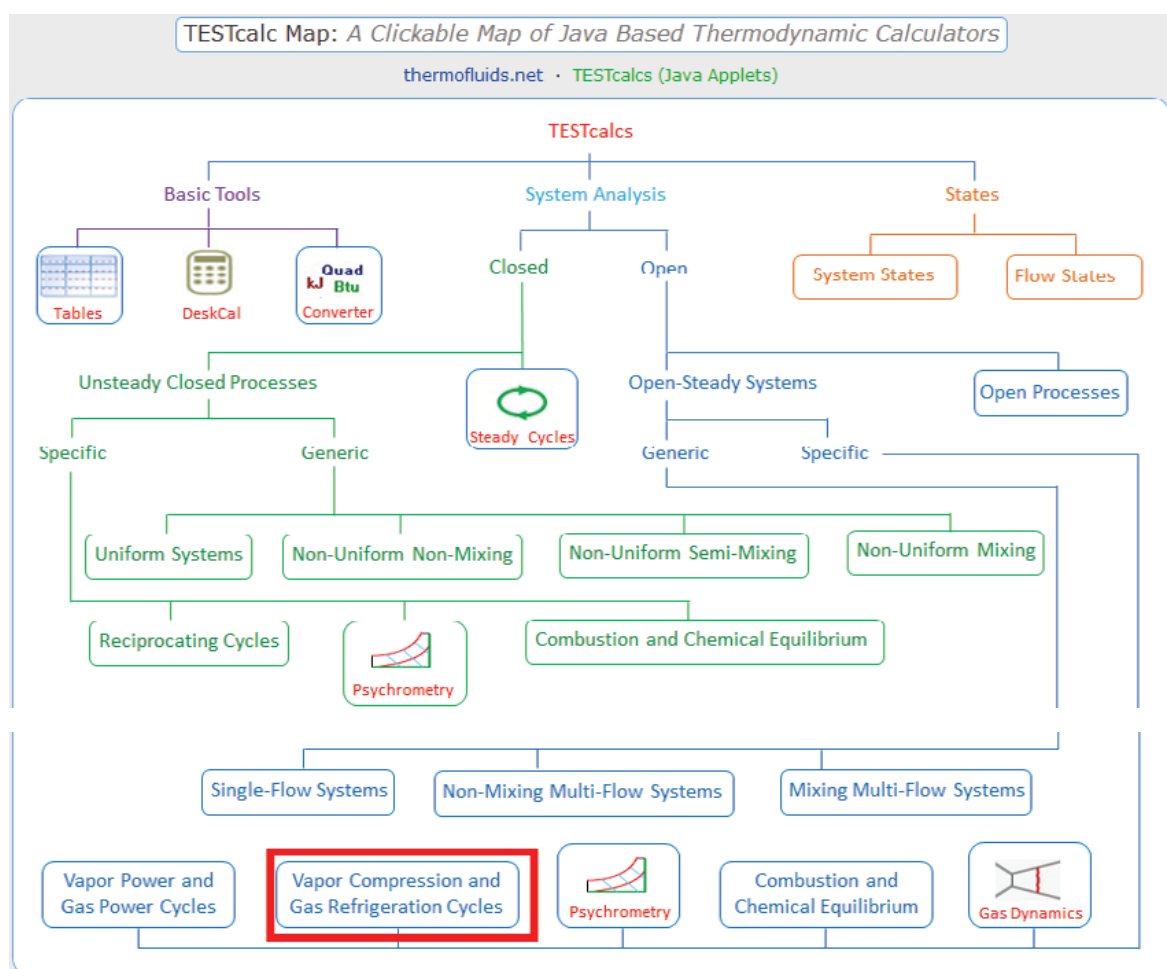 TESTcalc Map: A Clickable Map of Java Based Thermodynamic Calculators
thermofluids.net · TESTcalcs (Java Applets)
TESTcalcs
Basic Tools
System Analysis
States
Tables
DeskCal
kJ Quad
Btu
Converter
Closed
Open
System States
Flow States
Unsteady Closed Processes
Steady Cycles
Open-Steady Systems
Open Processes
Specific
Generic
Generic
Specific
Uniform Systems
Non-Uniform Non-Mixing
Non-Uniform Semi-Mixing
Non-Uniform Mixing
Reciprocating Cycles
Psychrometry
Combustion and Chemical Equilibrium
Single-Flow Systems
Non-Mixing Multi-Flow Systems
Mixing Multi-Flow Systems
Vapor Power and
Gas Power Cycles
Vapor Compression and
Gas Refrigeration Cycles
Psychrometry
Combustion and
Chemical Equilibrium
Gas Dynamics